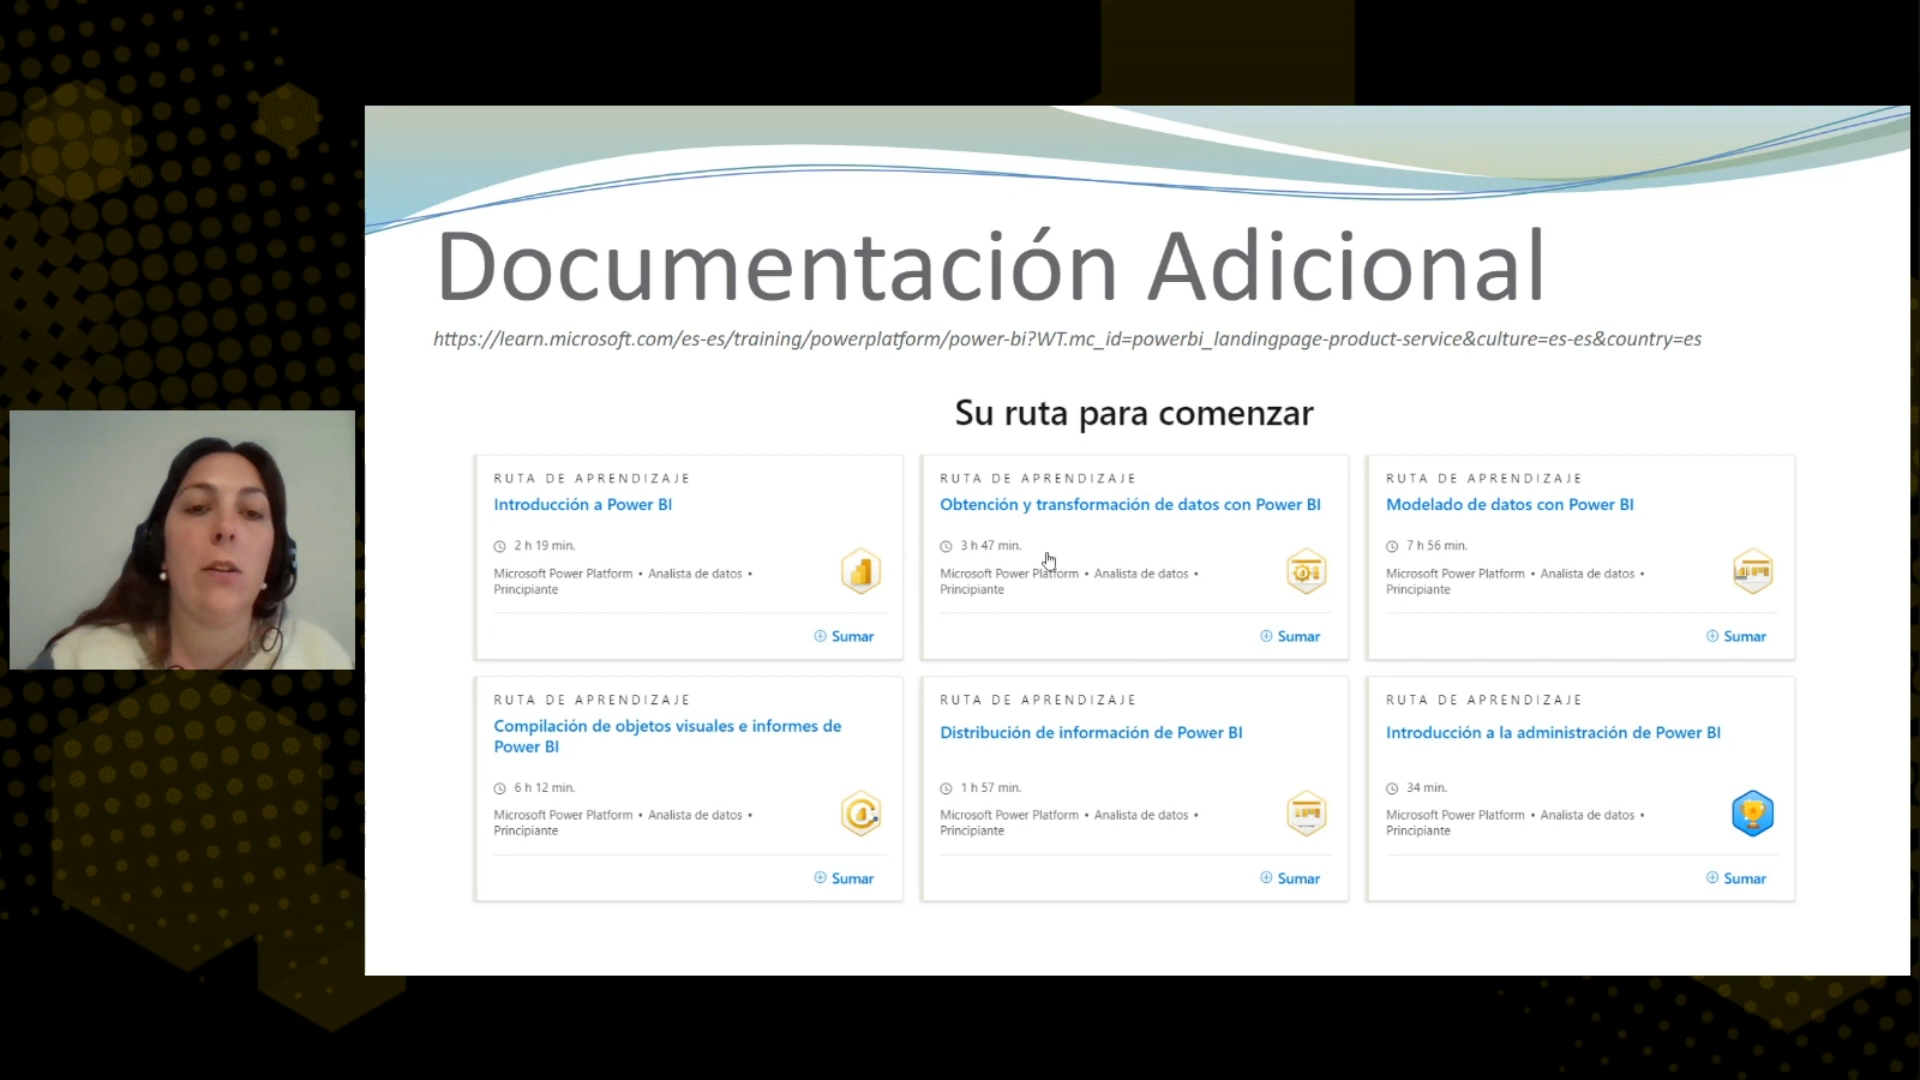 Documentación Adicional
https://learn.microsoft.com/es-es/training/powerplatform/power-bi?WT.mc_id=powerbi_landingpage-product-service&culture=es-es&country=es
Su ruta para comenzar
RUTA DE APRENDIZAJE
Introducción a Power BI
2 h 19 min.
Microsoft Power Platform • Analista de datos •
Principiante
Sumar
RUTA DE APRENDIZAJE
Obtención y transformación de datos con Power BI
3 h 47 min.
Microsoft Power Platform • Analista de datos •
Principiante
Sumar
RUTA DE APRENDIZAJE
Modelado de datos con Power BI
7 h 56 min.
Microsoft Power Platform • Analista de datos •
Principiante
Sumar
RUTA DE APRENDIZAJE
Compilación de objetos visuales e informes de
Power BI
6 h 12 min.
Microsoft Power Platform • Analista de datos •
Principiante
Sumar
RUTA DE APRENDIZAJE
Distribución de información de Power BI
1 h 57 min.
Microsoft Power Platform • Analista de datos •
Principiante
Sumar
RUTA DE APRENDIZAJE
Introducción a la administración de Power BI
34 min.
Microsoft Power Platform • Analista de datos •
Principiante
Sumar